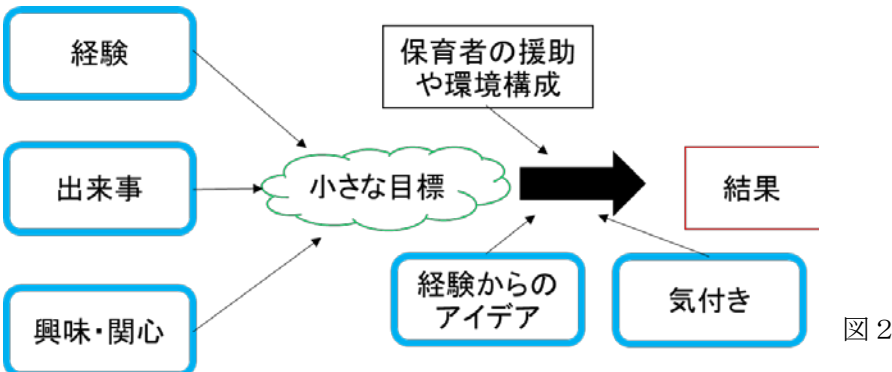 経験
保育者の援助
や環境構成
出来事
小さな目標
結果
興味・関心
経験からの
アイデア
気付き
図２